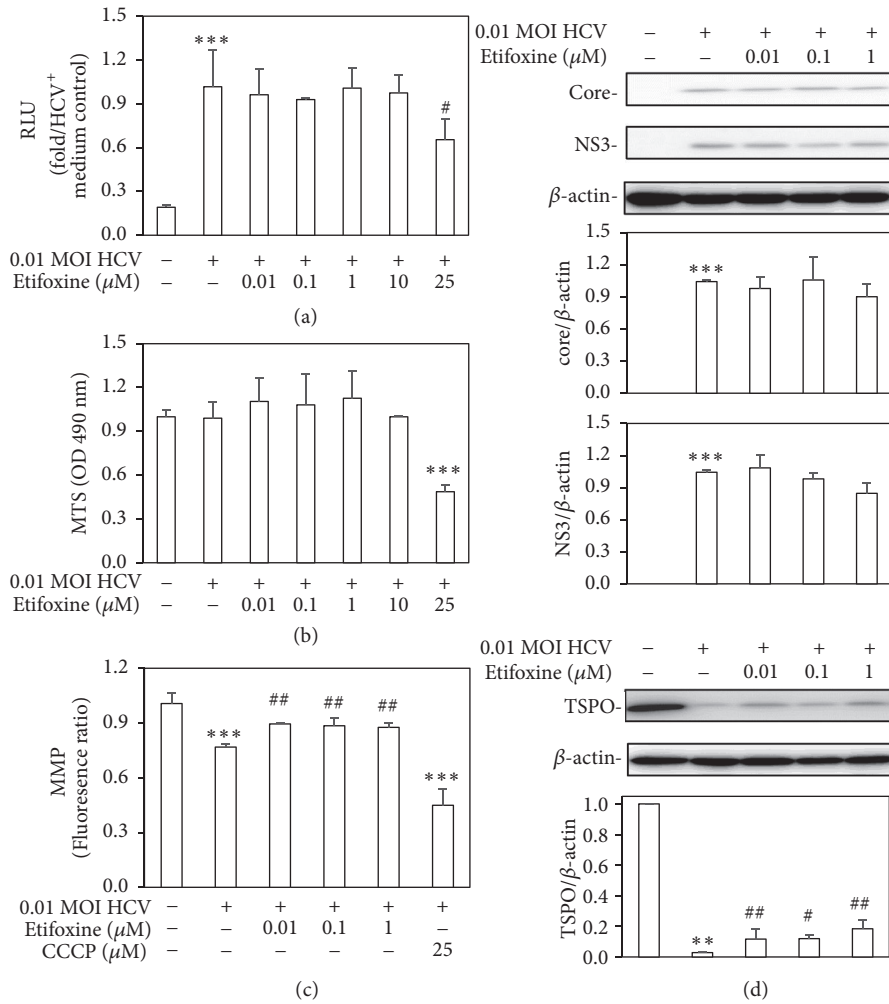 1.5
1.2
0.9
0.6
0.3
0.0
RLU
(fold/HCV⁺
medium control)
***
#
0.01 MOI HCV − + + + + + +
Etifoxine (μM) − − 0.01 0.1 1 10 25
(a)
1.5
1.2
0.9
0.6
0.3
0.0
MTS (OD 490 nm)
***
0.01 MOI HCV − + + + + + +
Etifoxine (μM) − − 0.01 0.1 1 10 25
(b)
1.2
0.9
0.6
0.3
0.0
MMP
(Fluoresence ratio)
*** ## ## ## ***
0.01 MOI HCV − + + + + +
Etifoxine (μM) − − 0.01 0.1 1 −
CCCP (μM) − − − − − 25
(c)
0.01 MOI HCV − + + + +
Etifoxine (μM) − − 0.01 0.1 1
Core-
NS3-
β-actin-
1.5
1.2
0.9
0.6
0.3
0.0
core/β-actin
***
1.5
1.2
0.9
0.6
0.3
0.0
NS3/β-actin
***
0.01 MOI HCV − + + + +
Etifoxine (μM) − − 0.01 0.1 1
TSPO-
β-actin-
1.0
0.8
0.6
0.4
0.2
0.0
TSPO/β-actin
** ## # ##
(d)